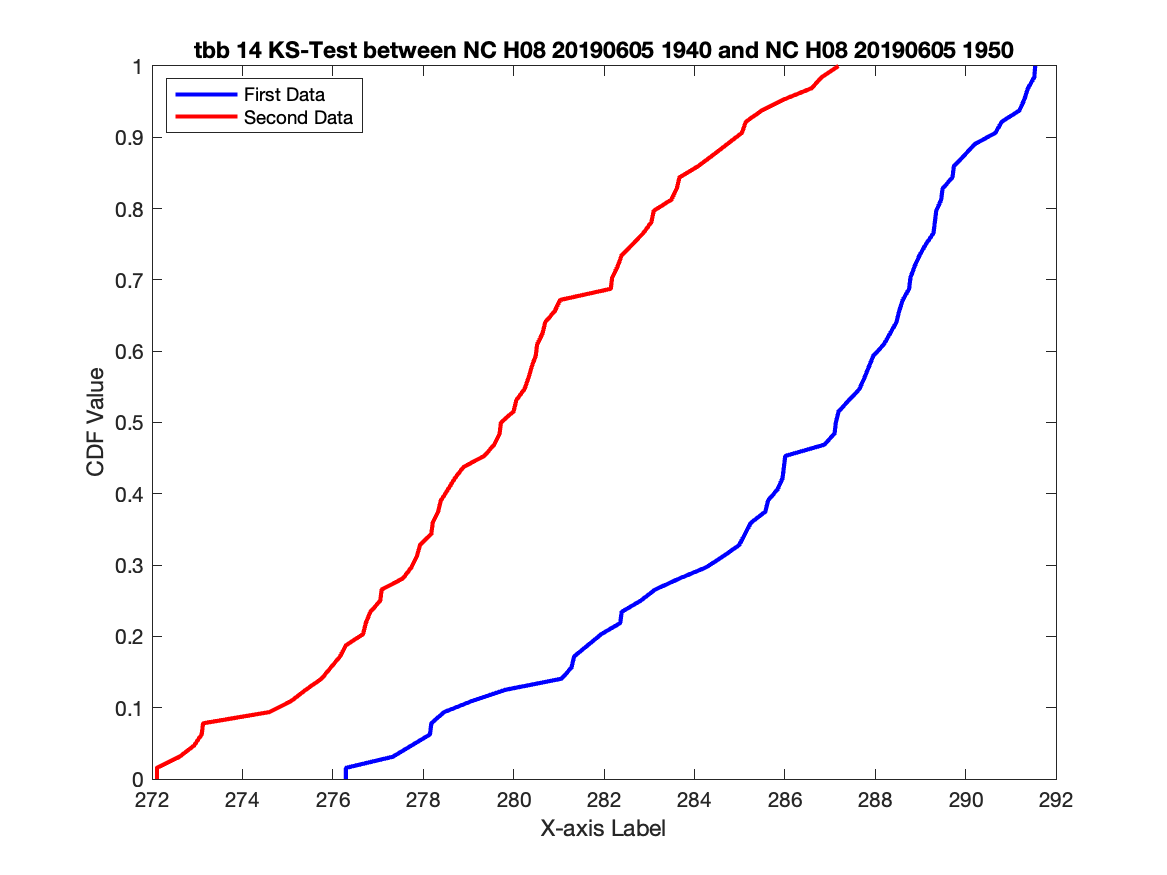 tbb 14 KS-Test between NC H08 20190605 1940 and NC H08 20190605 1950
First Data
Second Data
1
0.9
0.8
0.7
0.6
0.5
0.4
0.3
0.2
0.1
0
CDF Value
272 274 276 278 280 282 284 286 288 290 292
X-axis Label